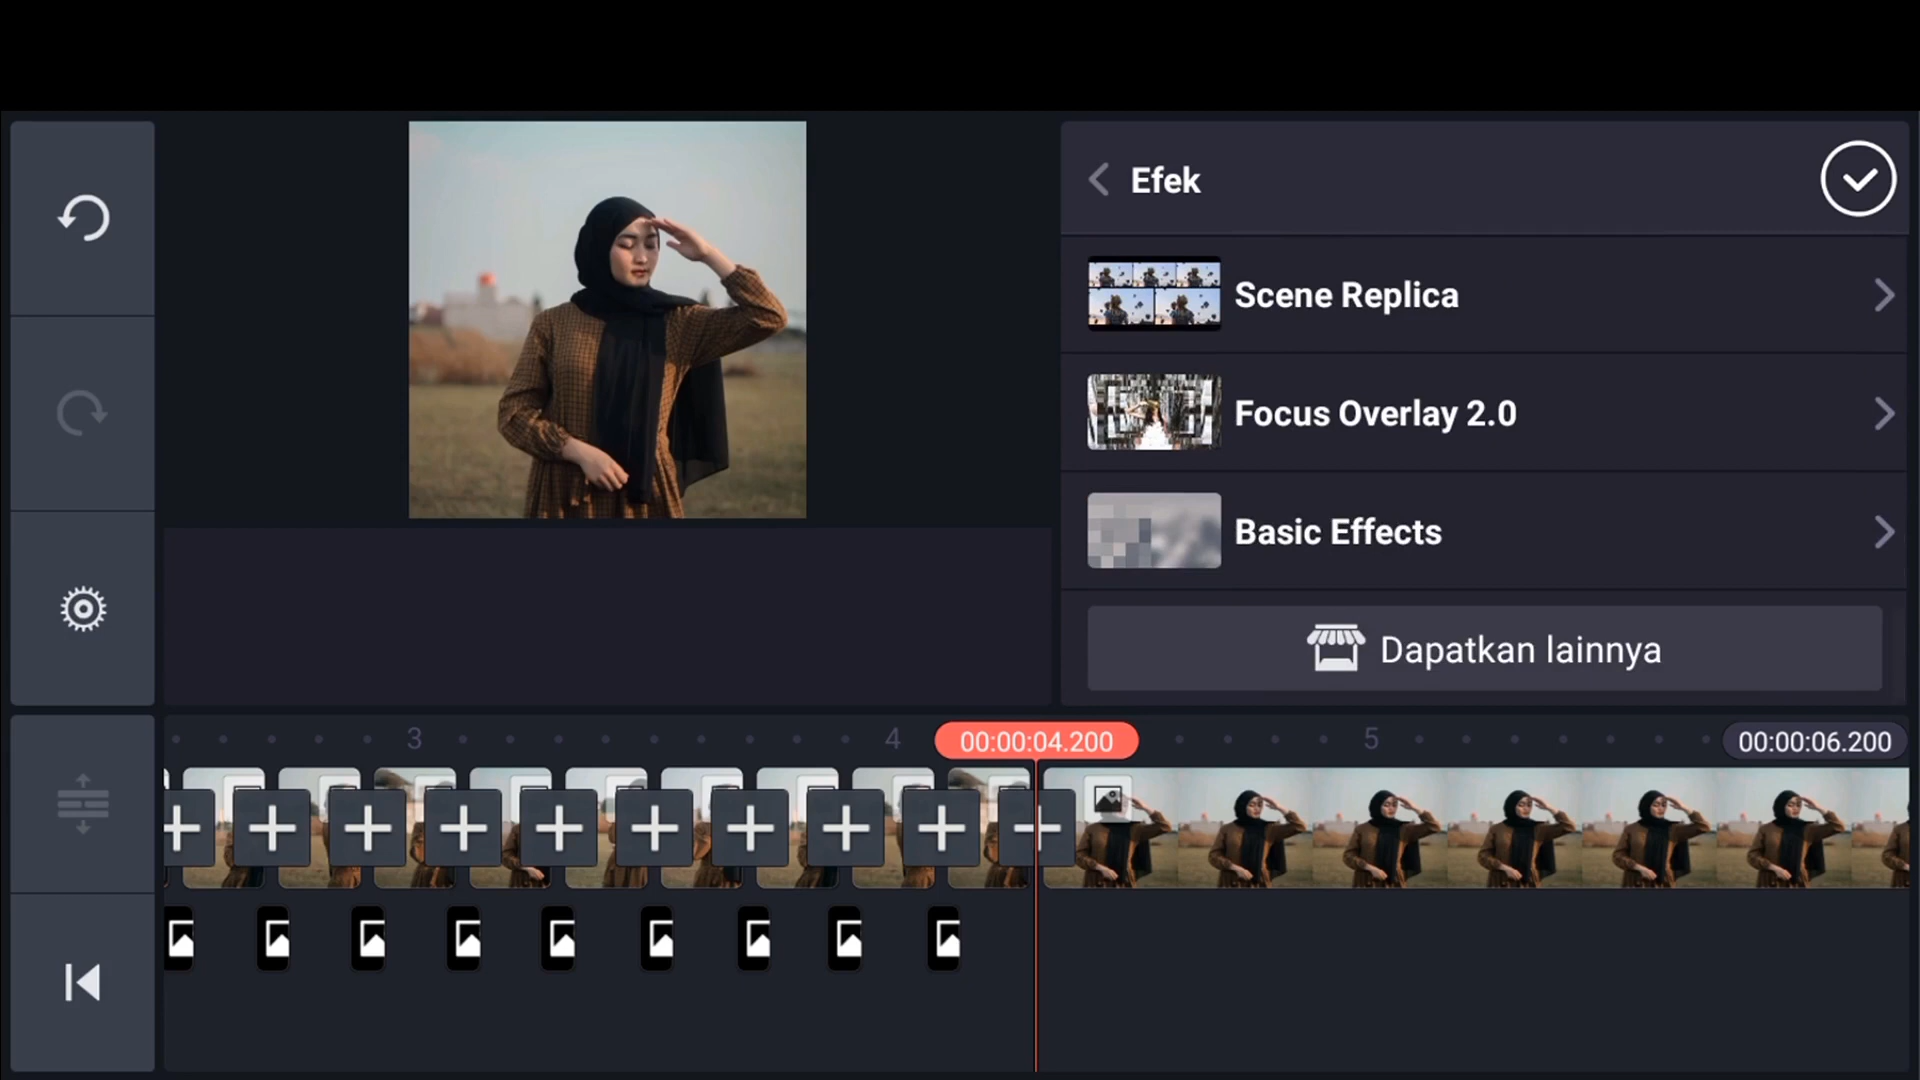 Efek
Scene Replica
Focus Overlay 2.0
Basic Effects
Dapatkan lainnya
3
4
00:00:04.200
5
00:00:06.200